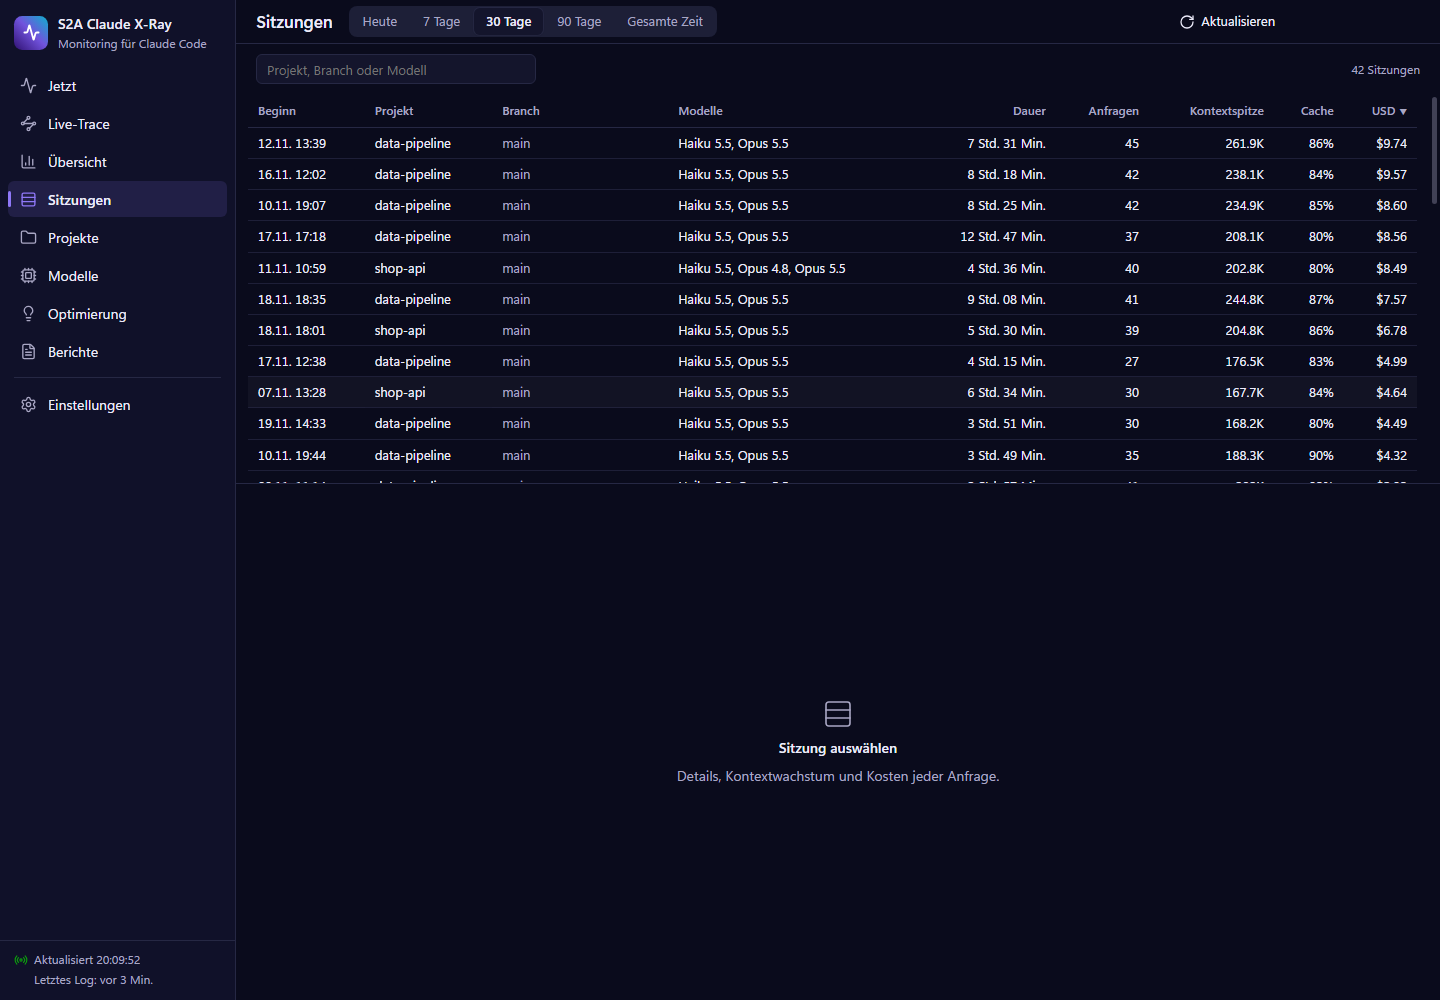 S2A Claude X-Ray
Monitoring für Claude Code
Jetzt
Live-Trace
Übersicht
Sitzungen
Projekte
Modelle
Optimierung
Berichte
Einstellungen
Aktualisiert 20:09:52
Letztes Log: vor 3 Min.
Sitzungen Heute 7 Tage 30 Tage 90 Tage Gesamte Zeit Aktualisieren
Projekt, Branch oder Modell 42 Sitzungen
Beginn Projekt Branch Modelle Dauer Anfragen Kontextspitze Cache USD ▼
12.11. 13:39 data-pipeline main Haiku 5.5, Opus 5.5 7 Std. 31 Min. 45 261.9K 86% $9.74
16.11. 12:02 data-pipeline main Haiku 5.5, Opus 5.5 8 Std. 18 Min. 42 238.1K 84% $9.57
10.11. 19:07 data-pipeline main Haiku 5.5, Opus 5.5 8 Std. 25 Min. 42 234.9K 85% $8.60
17.11. 17:18 data-pipeline main Haiku 5.5, Opus 5.5 12 Std. 47 Min. 37 208.1K 80% $8.56
11.11. 10:59 shop-api main Haiku 5.5, Opus 4.8, Opus 5.5 4 Std. 36 Min. 40 202.8K 80% $8.49
18.11. 18:35 data-pipeline main Haiku 5.5, Opus 5.5 9 Std. 08 Min. 41 244.8K 87% $7.57
18.11. 18:01 shop-api main Haiku 5.5, Opus 5.5 5 Std. 30 Min. 39 204.8K 86% $6.78
17.11. 12:38 data-pipeline main Haiku 5.5, Opus 5.5 4 Std. 15 Min. 27 176.5K 83% $4.99
07.11. 13:28 shop-api main Haiku 5.5, Opus 5.5 6 Std. 34 Min. 30 167.7K 84% $4.64
19.11. 14:33 data-pipeline main Haiku 5.5, Opus 5.5 3 Std. 51 Min. 30 168.2K 80% $4.49
10.11. 19:44 data-pipeline main Haiku 5.5, Opus 5.5 3 Std. 49 Min. 35 188.3K 90% $4.32
Sitzung auswählen
Details, Kontextwachstum und Kosten jeder Anfrage.